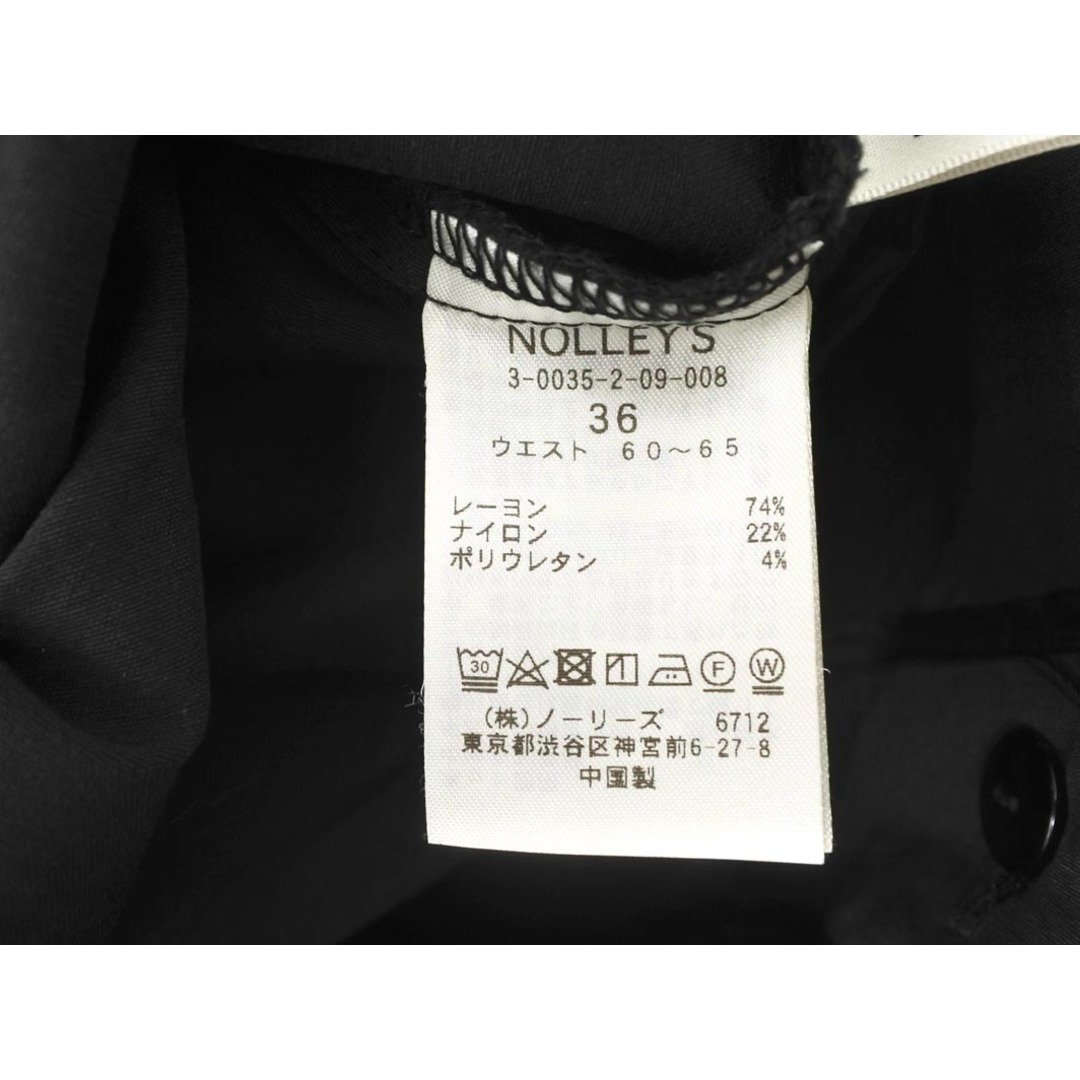 NOLLEY'S
3-0035-2-09-008
36
ウエスト 60～65
レーヨン 74%
ナイロン 22%
ポリウレタン 4%
30 F W
(株)ノーリーズ 6712
東京都渋谷区神宮前6-27-8
中国製